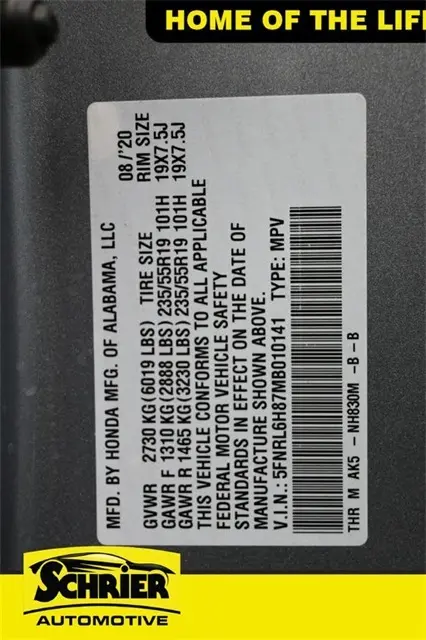 HOME OF THE LIF
MFD. BY HONDA MFG. OF ALABAMA, LLC 08/'20
GVWR 2730 KG(6019 LBS) TIRE SIZE RIM SIZE
GAWR F 1310 KG(2888 LBS)235/55R19 101H 19X7.5J
GAWR R 1465 KG(3230 LBS)235/55R19 101H 19X7.5J
THIS VEHICLE CONFORMS TO ALL APPLICABLE
FEDERAL MOTOR VEHICLE SAFETY
STANDARDS IN EFFECT ON THE DATE OF
MANUFACTURE SHOWN ABOVE.
V.I.N.: 5FNRL6H87MB010141 TYPE: MPV
THR M AK5 -NH830M -B-B
SCHRIER
AUTOMOTIVE